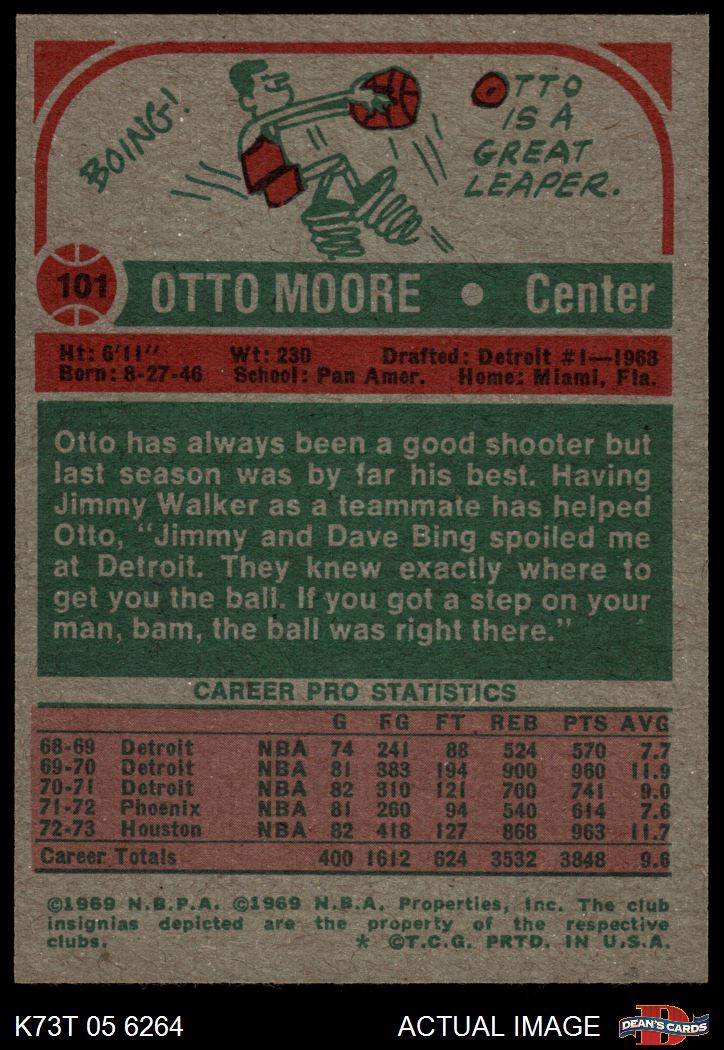 BOING!
OTTO
IS A
GREAT
LEAPER.
101 OTTO MOORE • Center
Ht: 6'11" Wt: 230 Drafted: Detroit #1—1968
Born: 8-27-46 School: Pan Amer. Home: Miami, Fla.
Otto has always been a good shooter but
last season was by far his best. Having
Jimmy Walker as a teammate has helped
Otto, “Jimmy and Dave Bing spoiled me
at Detroit. They knew exactly where to
get you the ball. If you got a step on your
man, bam, the ball was right there.”
CAREER PRO STATISTICS
G FG FT REB PTS AVG
68-69 Detroit NBA 74 241 88 524 570 7.7
69-70 Detroit NBA 81 383 194 900 960 11.9
70-71 Detroit NBA 82 310 121 700 741 9.0
71-72 Phoenix NBA 81 260 94 540 614 7.6
72-73 Houston NBA 82 418 127 868 963 11.7
Career Totals 400 1612 624 3532 3848 9.6
©1969 N.B.P.A. ©1969 N.B.A. Properties, Inc. The club
insignias depicted are the property of the respective
clubs. * ©T.C.G. PRTD. IN U.S.A.
K73T 05 6264 ACTUAL IMAGE D DEAN'S CARDS